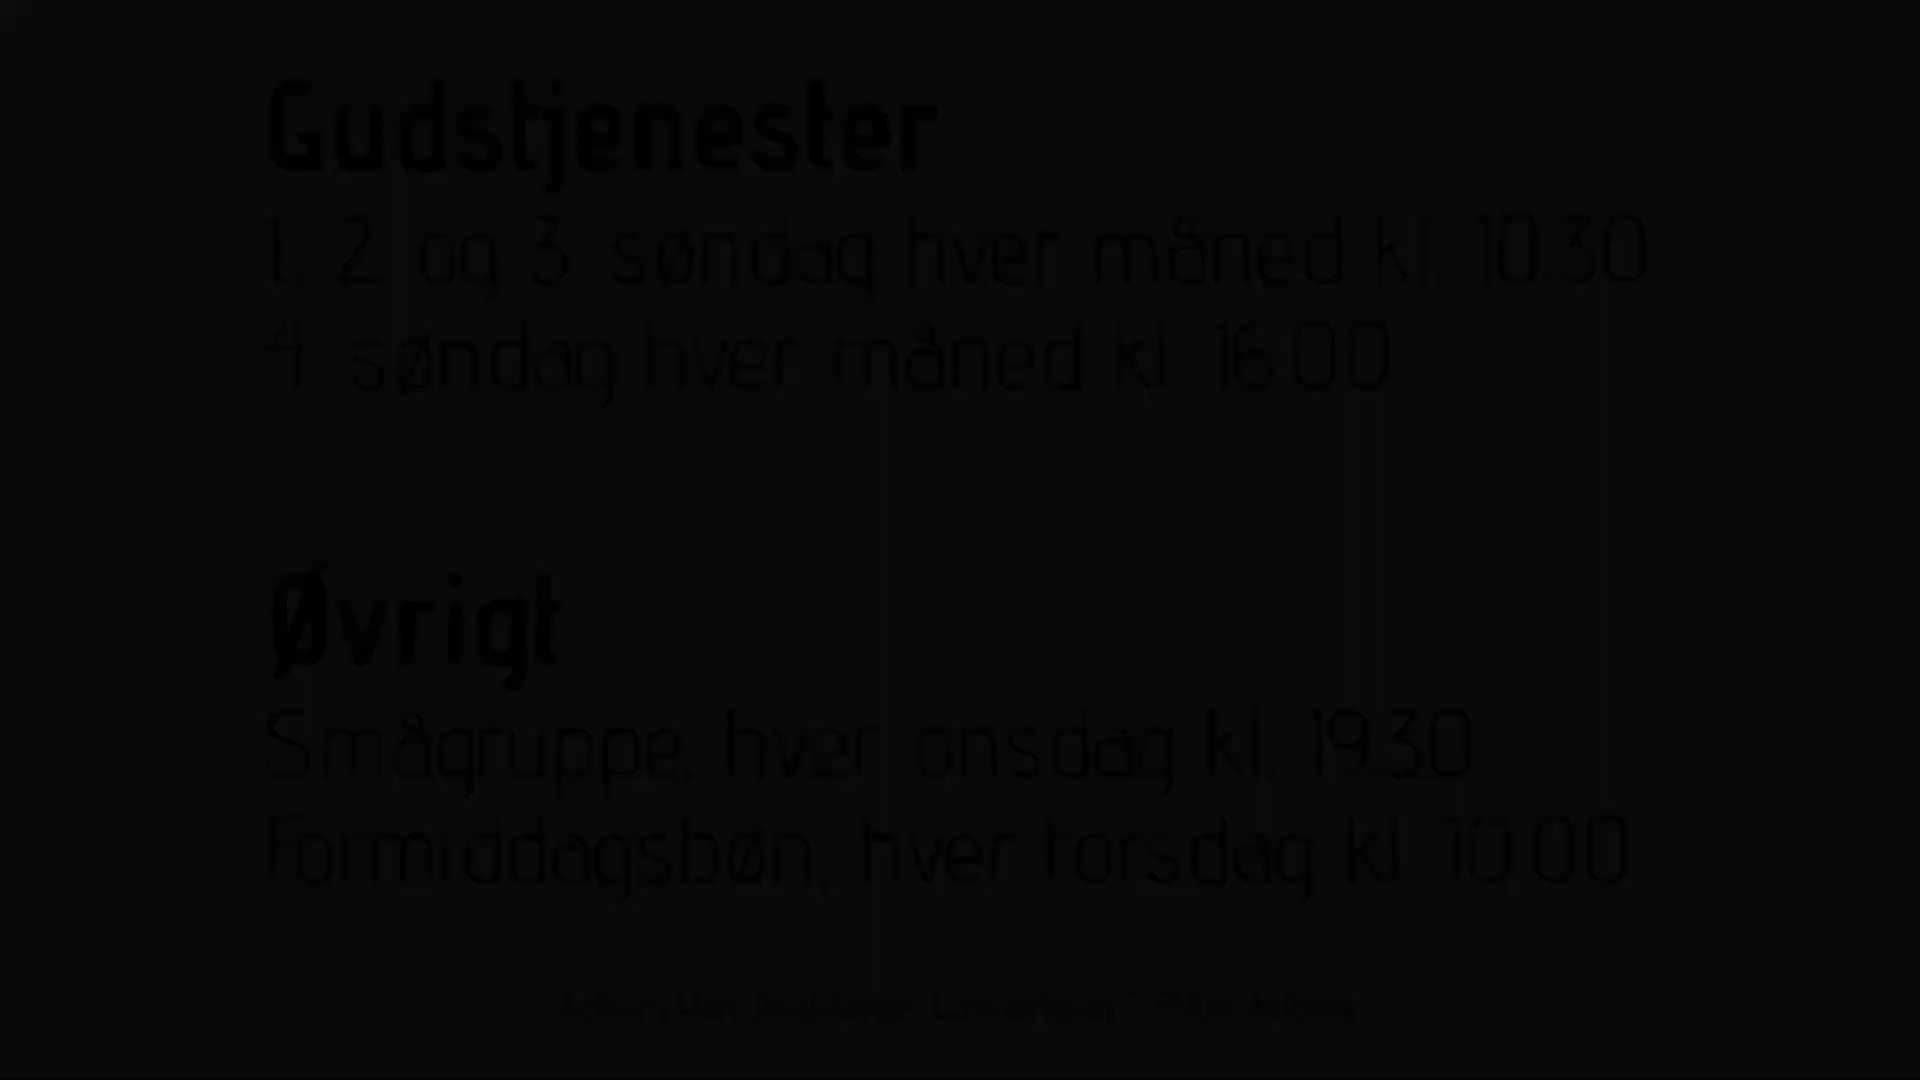 Gudstjenester
1. 2 og 3 søndag hver måned kl. 10.30
4. søndag hver måned kl 16.00
Øvrigt
Smågruppe, hver onsdag kl. 19.30
Formiddagsbøn, hver torsdag kl 10.00